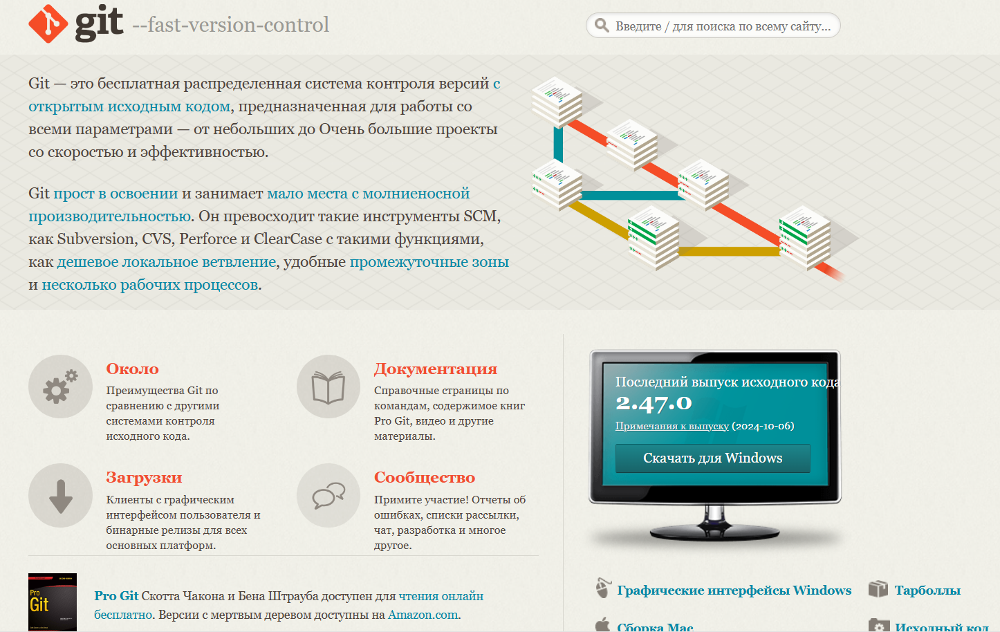 git --fast-version-control
Введите / для поиска по всему сайту...
Git — это бесплатная распределенная система контроля версий с
открытым исходным кодом, предназначенная для работы со
всеми параметрами — от небольших до Очень большие проекты
со скоростью и эффективностью.
Git прост в освоении и занимает мало места с молниеносной
производительностью. Он превосходит такие инструменты SCM,
как Subversion, CVS, Perforce и ClearCase с такими функциями,
как дешевое локальное ветвление, удобные промежуточные зоны
и несколько рабочих процессов.
Около
Преимущества Git по
сравнению с другими
системами контроля
исходного кода.
Документация
Справочные страницы по
командам, содержимое книг
Pro Git, видео и другие
материалы.
Загрузки
Клиенты с графическим
интерфейсом пользователя и
бинарные релизы для всех
основных платформ.
Сообщество
Примите участие! Отчеты об
ошибках, списки рассылки,
чат, разработка и многое
другое.
Pro
Git
Pro Git Скотта Чакона и Бена Штрауба доступен для чтения онлайн
бесплатно. Версии с мертвым деревом доступны на Amazon.com.
Последний выпуск исходного кода
2.47.0
Примечания к выпуску (2024-10-06)
Скачать для Windows
Графические интерфейсы Windows
Тарболлы
Сборка Mac
Исходный код